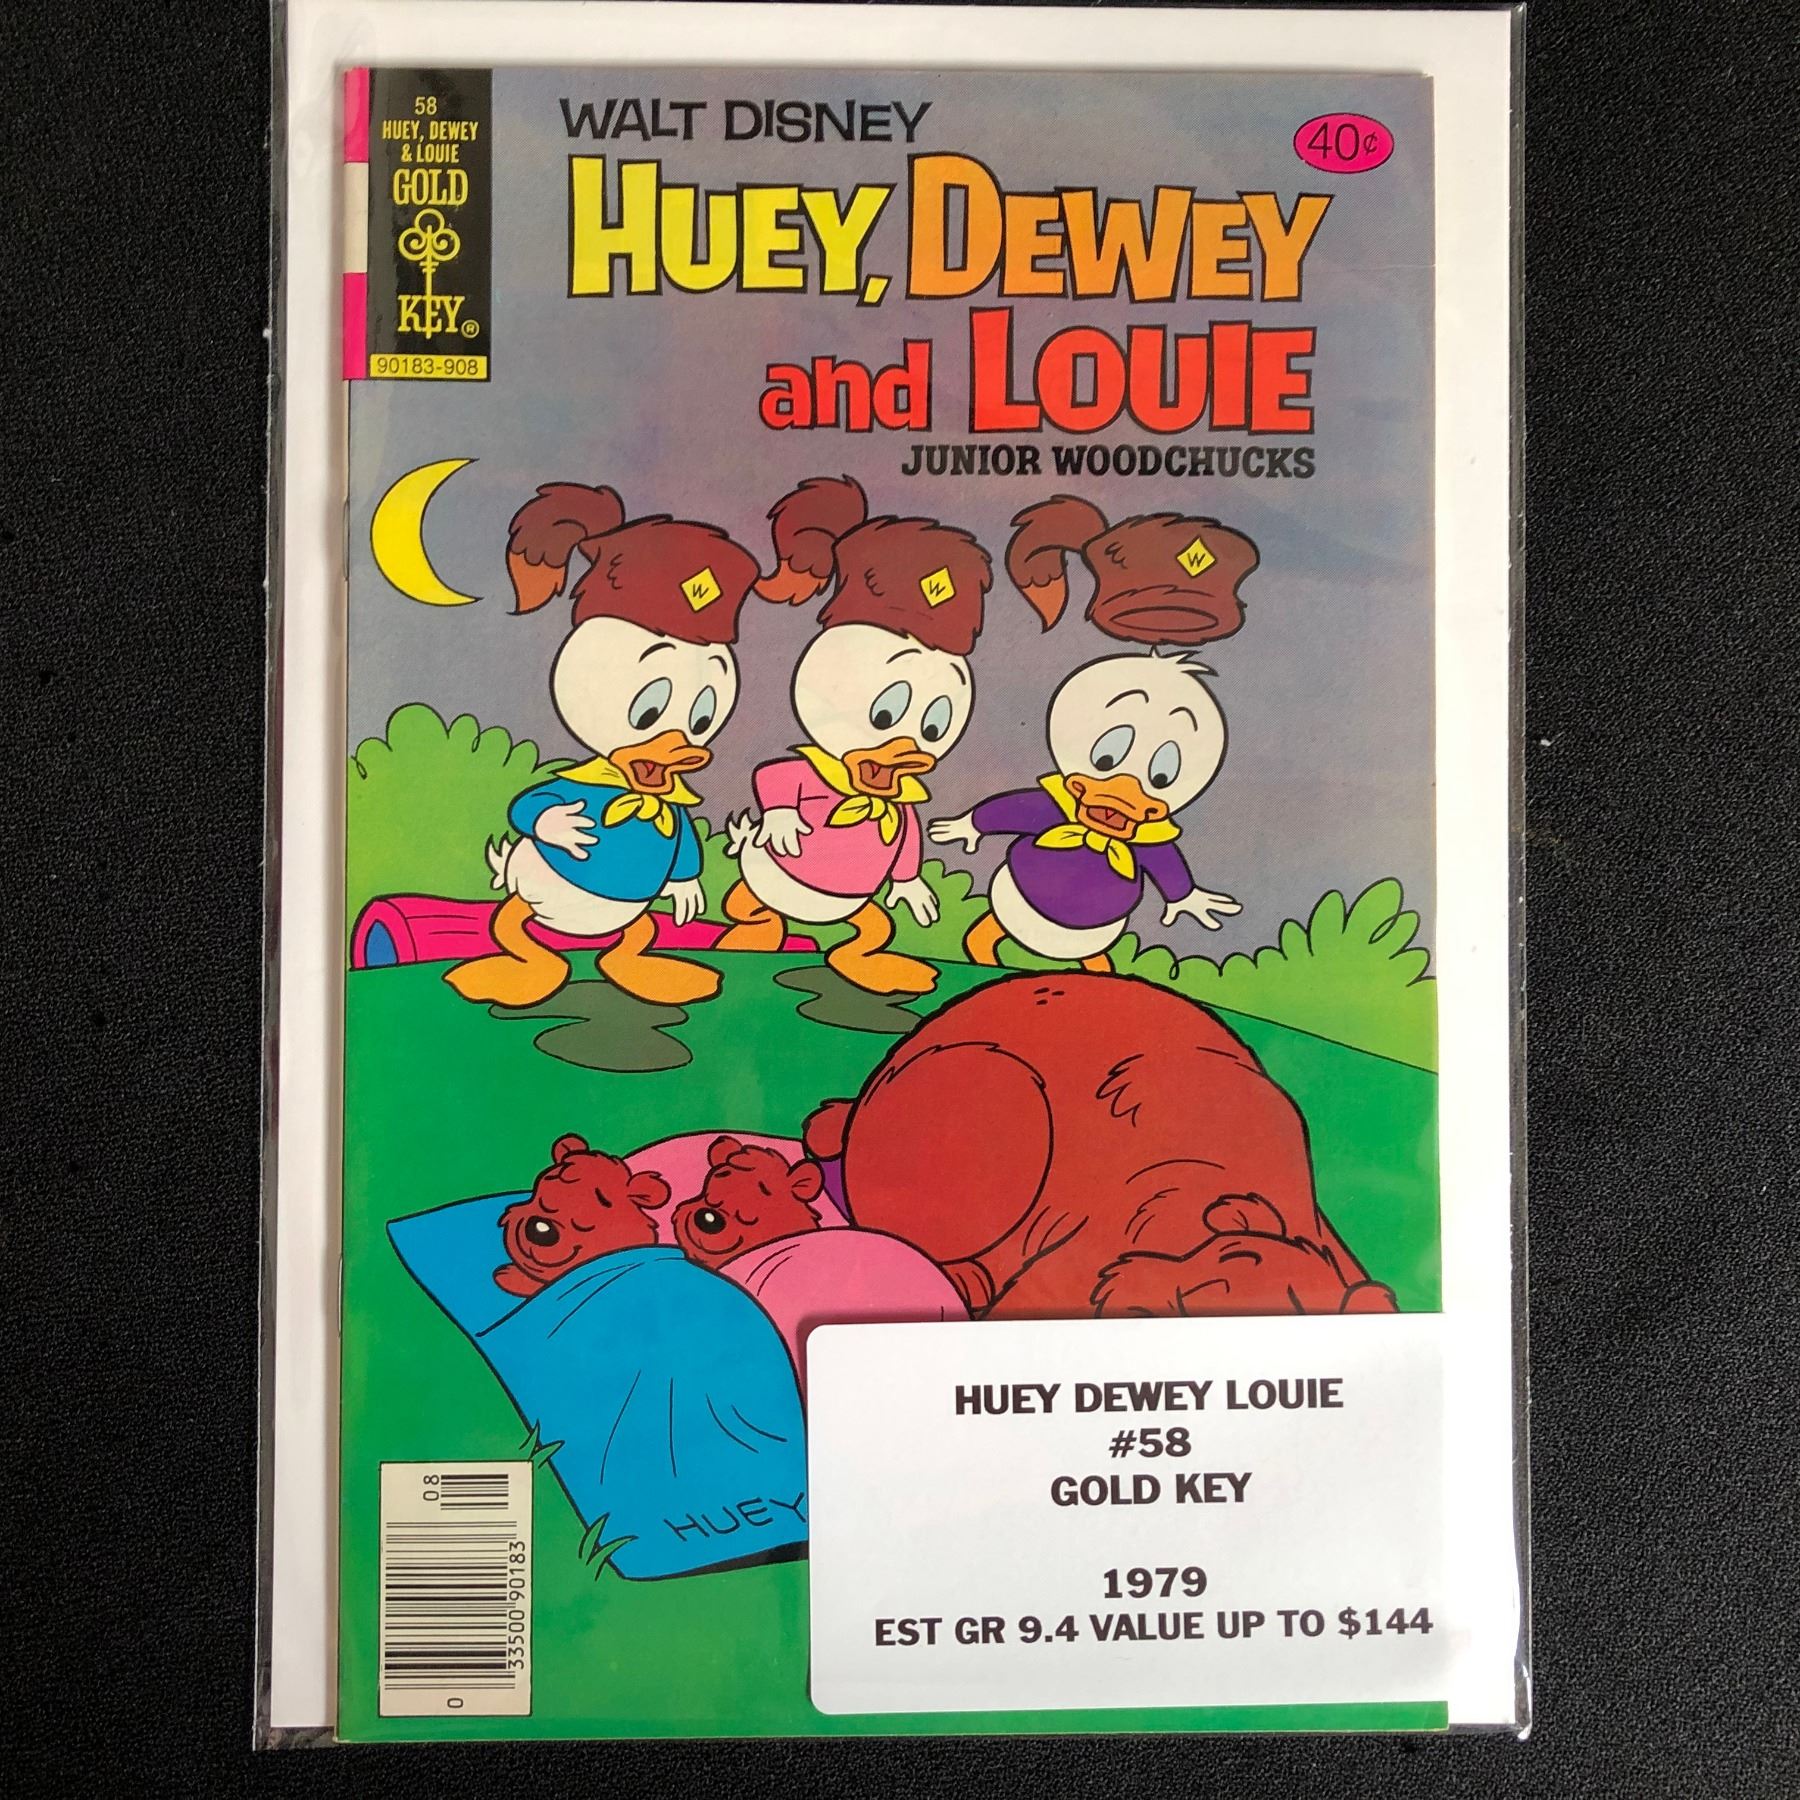 58
HUEY, DEWEY
& LOUIE
GOLD
KEY®
90183-908
WALT DISNEY
40¢
HUEY, DEWEY
and LOUIE
JUNIOR WOODCHUCKS
W
W
W
HUEY
08
33500 90183
0
HUEY DEWEY LOUIE
#58
GOLD KEY
1979
EST GR 9.4 VALUE UP TO $144